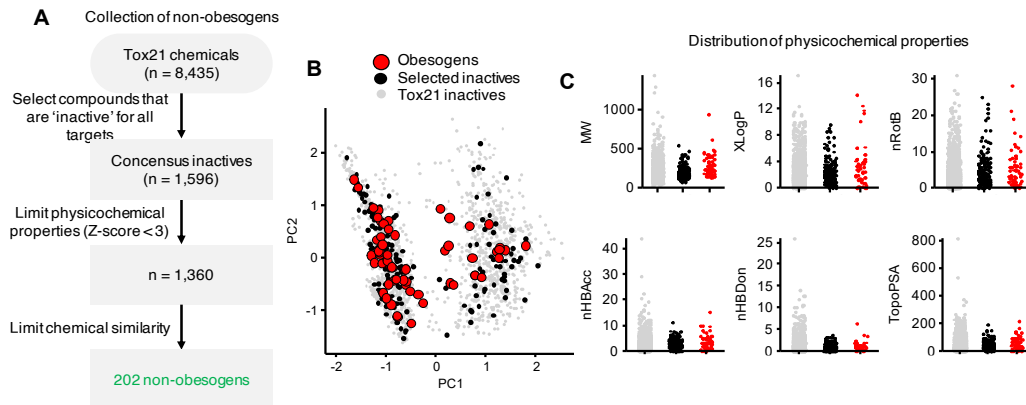 A
Collection of non-obesogens
Tox21 chemicals
(n = 8,435)
Select compounds that
are ‘inactive’ for all
targets
Concensus inactives
(n = 1,596)
Limit physicochemical
properties (Z-score < 3)
n = 1,360
Limit chemical similarity
202 non-obesogens
B
Obesogens
Selected inactives
Tox21 inactives
PC2
2
1
0
-1
-2
-1
0
1
2
PC1
C
Distribution of physicochemical properties
MW
1000
500
0
XLogP
16
12
8
4
0
nRotB
30
20
10
0
nHBAcc
40
30
20
10
0
nHBDon
25
20
15
10
5
0
TopoPSA
800
600
400
200
0